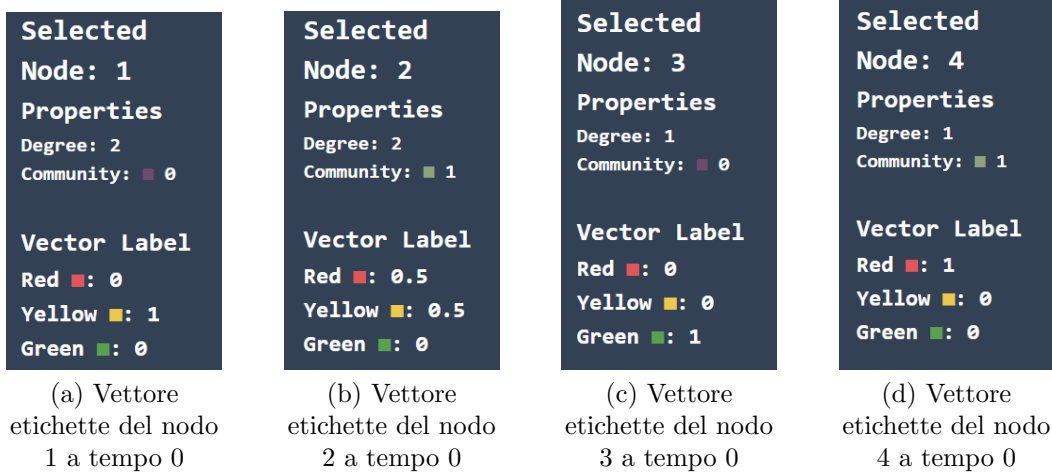 Selected
Node: 1
Properties
Degree: 2
Community: 0
Vector Label
Red : 0
Yellow : 1
Green : 0
(a) Vettore
etichette del nodo
1 a tempo 0
Selected
Node: 2
Properties
Degree: 2
Community: 1
Vector Label
Red : 0.5
Yellow : 0.5
Green : 0
(b) Vettore
etichette del nodo
2 a tempo 0
Selected
Node: 3
Properties
Degree: 1
Community: 0
Vector Label
Red : 0
Yellow : 0
Green : 1
(c) Vettore
etichette del nodo
3 a tempo 0
Selected
Node: 4
Properties
Degree: 1
Community: 1
Vector Label
Red : 1
Yellow : 0
Green : 0
(d) Vettore
etichette del nodo
4 a tempo 0